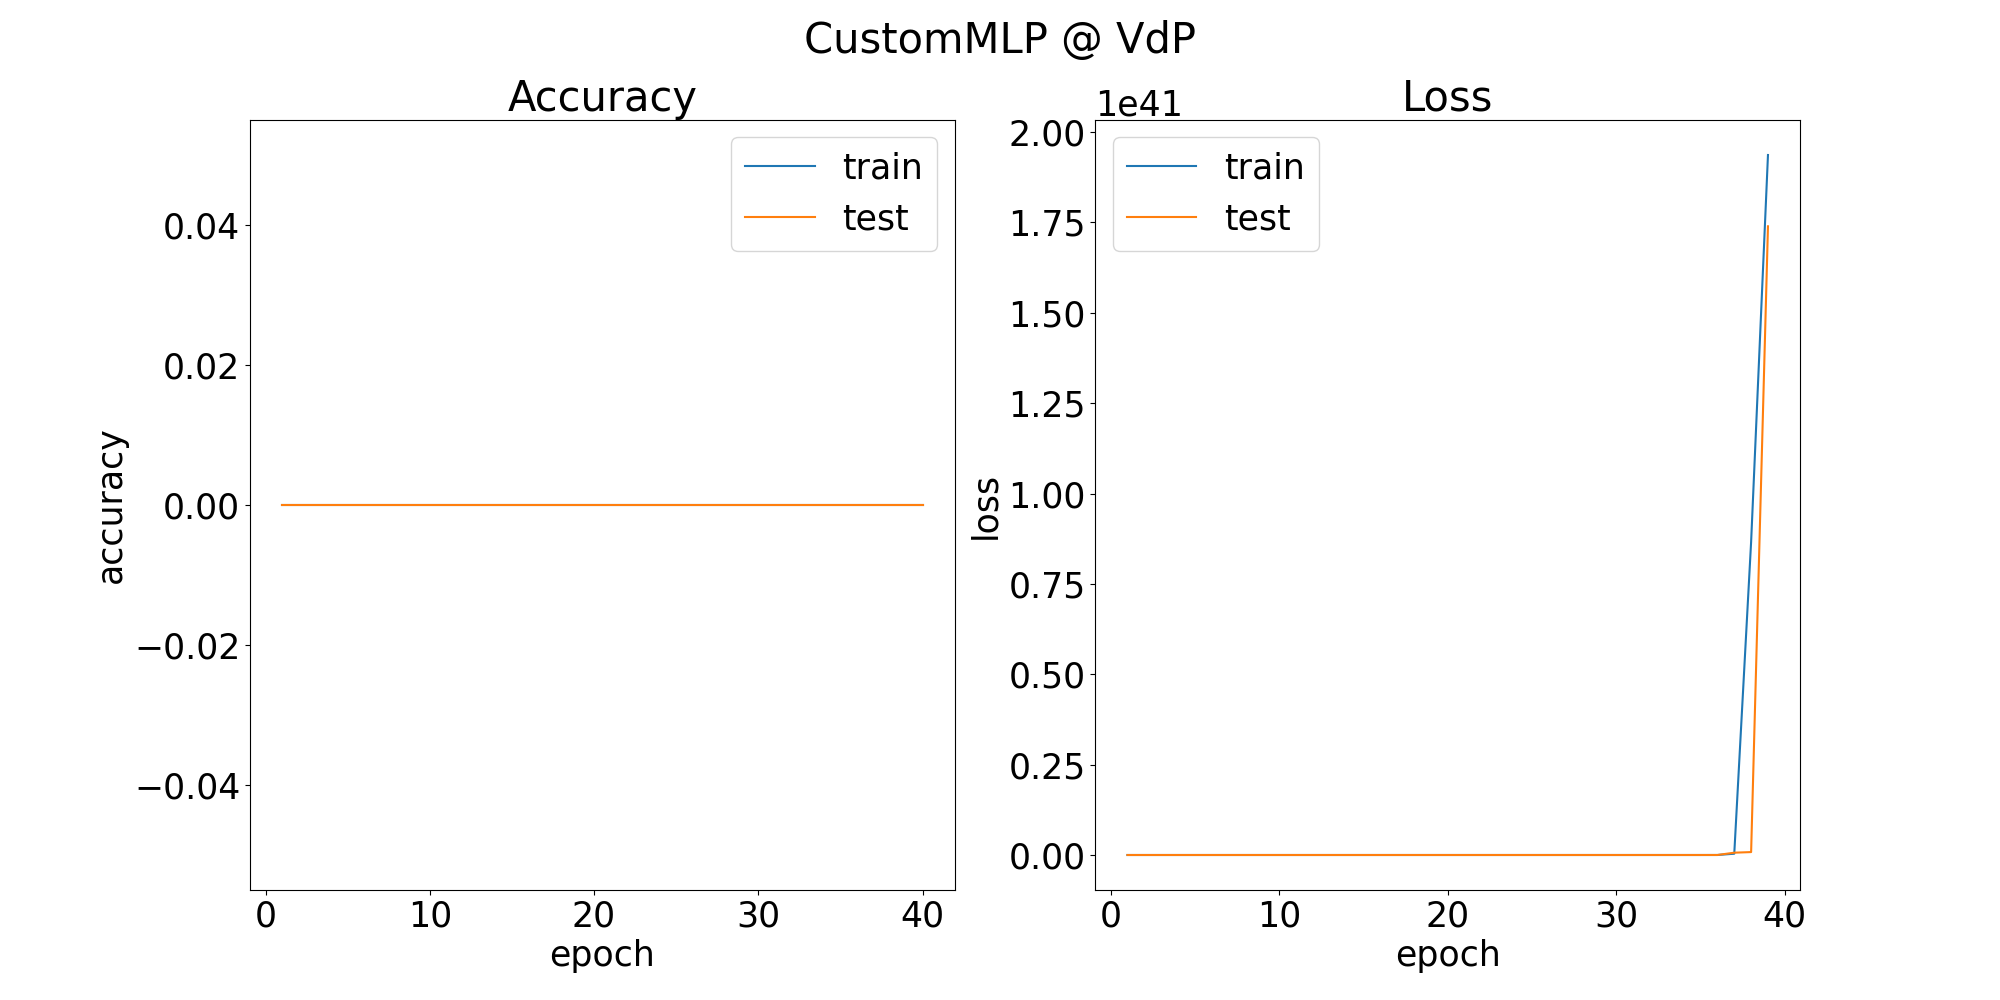 CustomMLP @ VdP
Accuracy
train
test
0.04
0.02
0.00
−0.02
−0.04
accuracy
0 10 20 30 40
epoch
Loss
1e41
train
test
2.00
1.75
1.50
1.25
1.00
0.75
0.50
0.25
0.00
loss
0 10 20 30 40
epoch